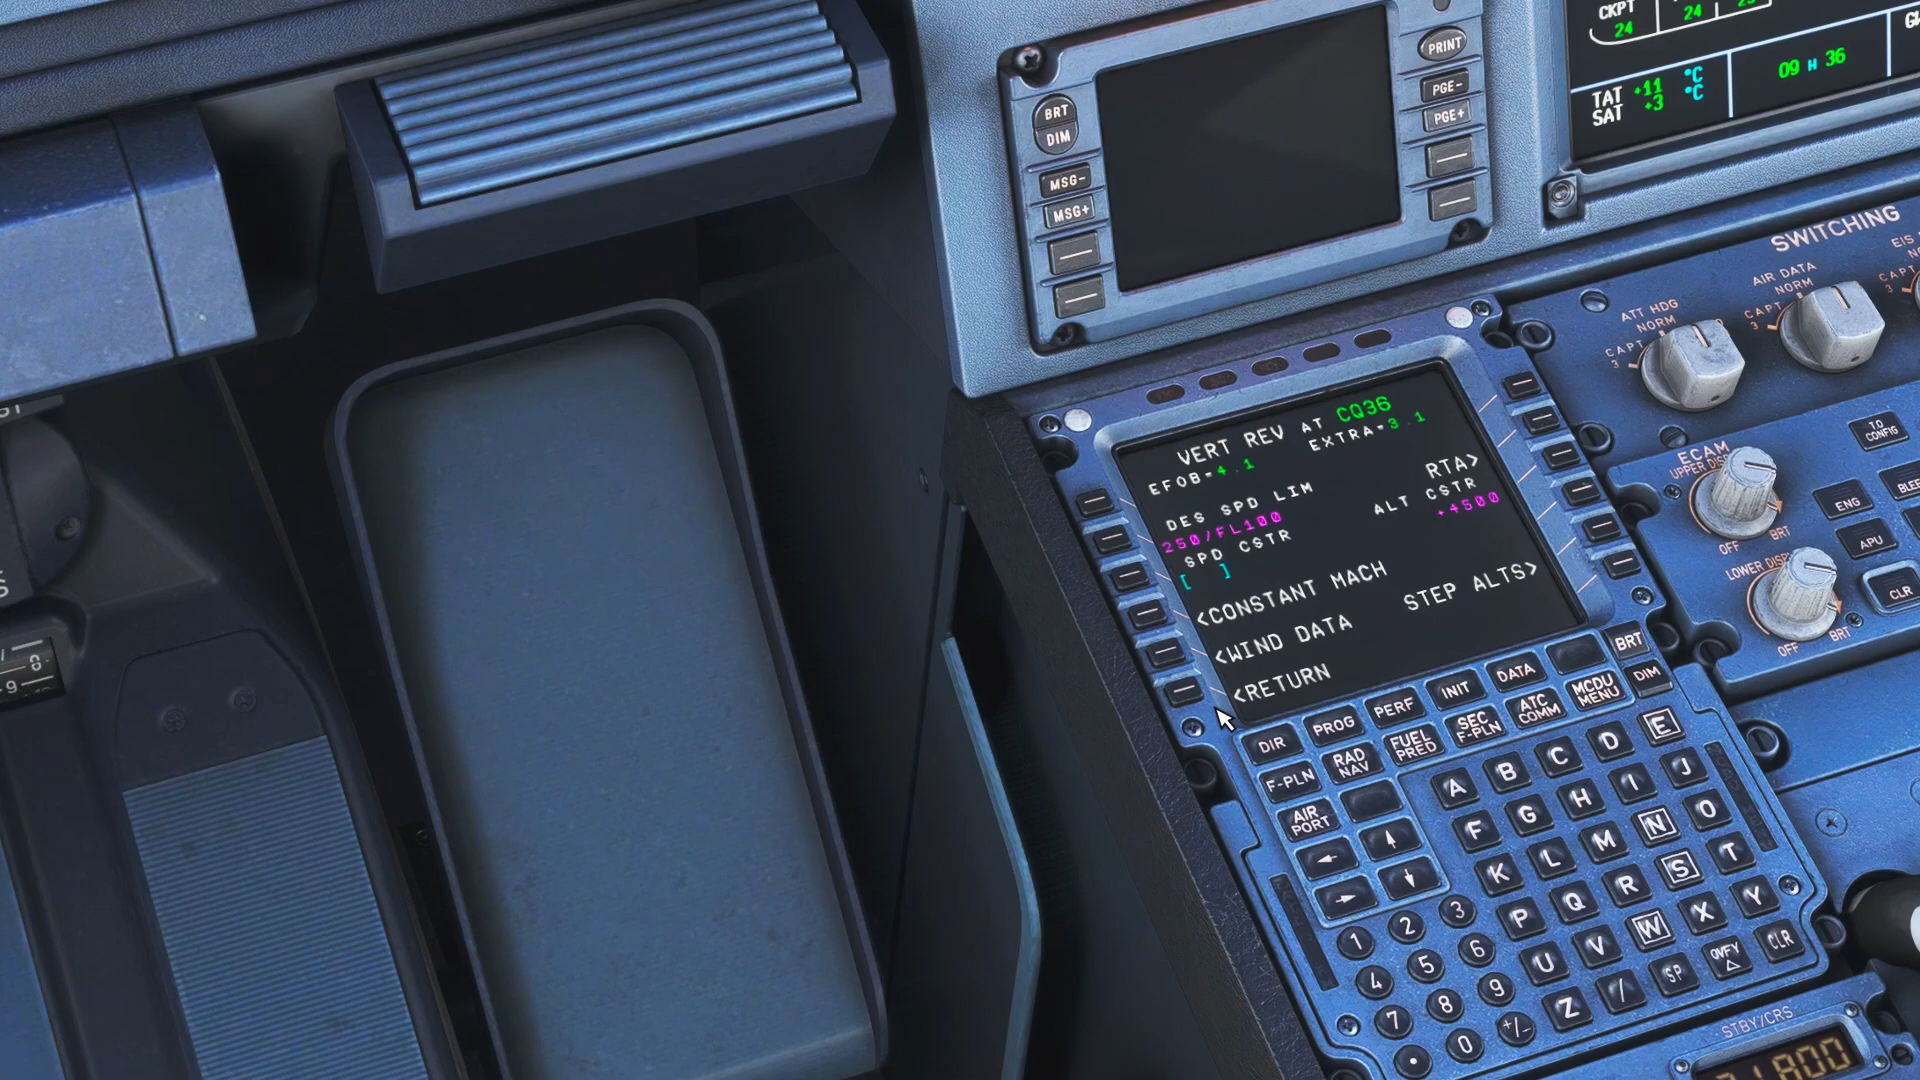 CKPT
24 24
TAT +11 °C
SAT +3 °C
09 H 36
PRINT
PGE-
PGE+
BRT
DIM
MSG-
MSG+
SWITCHING
ATT HDG
NORM
CAPT
3
AIR DATA
NORM
CAPT
3
EIS
CAPT
VERT REV AT CQ36
EFOB=4.1 EXTRA=3.1
RTA>
DES SPD LIM ALT CSTR
250/FL100 +4500
SPD CSTR
[ ]
<CONSTANT MACH
STEP ALTS>
<WIND DATA
<RETURN
ECAM
OFF BRT
OFF BRT
TO
CONFIG
ENG
APU
CLR
BRT
DIM
DIR PROG PERF INIT DATA
F-PLN RAD
NAV FUEL
PRED SEC
F-PLN ATC
COMM MCDU
MENU
AIR
PORT
A B C D E
F G H I J
K L M N O
P Q R S T
U V W X Y
Z / SP OVFY
△ CLR
1 2 3
4 5 6
7 8 9
. 0 +/-
STBY/CRS